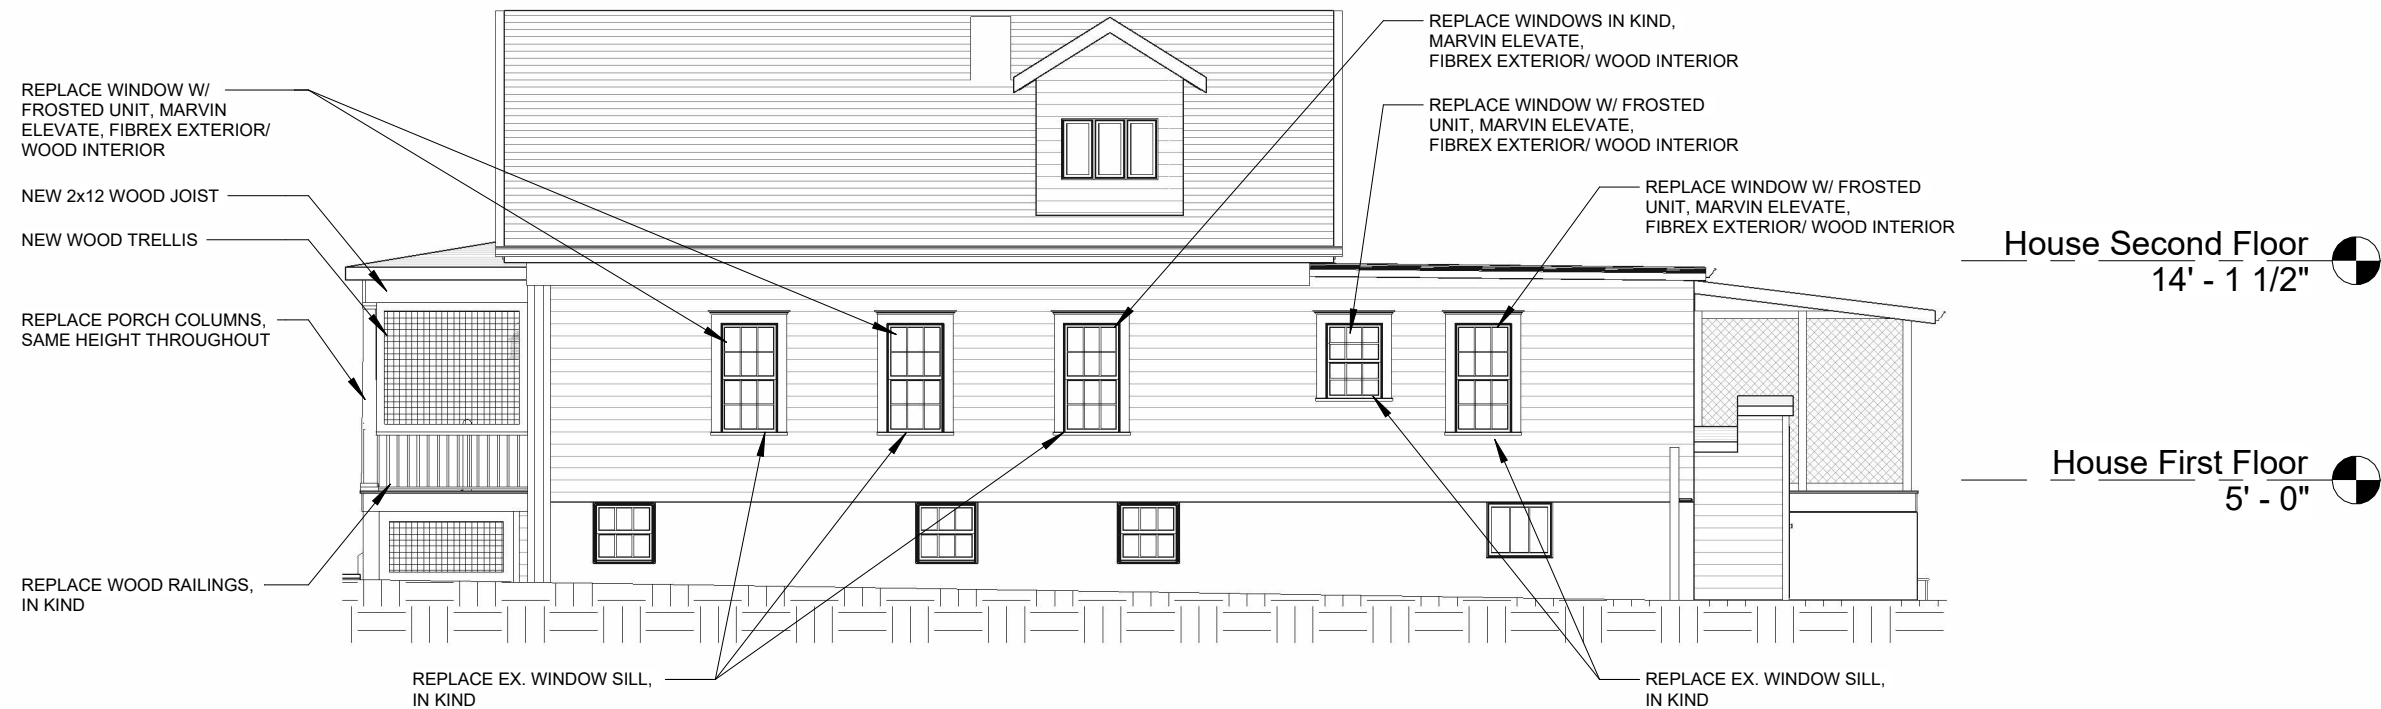 REPLACE WINDOW W/
FROSTED UNIT, MARVIN
ELEVATE, FIBREX EXTERIOR/
WOOD INTERIOR
NEW 2x12 WOOD JOIST
NEW WOOD TRELLIS
REPLACE PORCH COLUMNS,
SAME HEIGHT THROUGHOUT
REPLACE WOOD RAILINGS,
IN KIND
REPLACE EX. WINDOW SILL,
IN KIND
REPLACE WINDOWS IN KIND,
MARVIN ELEVATE,
FIBREX EXTERIOR/ WOOD INTERIOR
REPLACE WINDOW W/ FROSTED
UNIT, MARVIN ELEVATE,
FIBREX EXTERIOR/ WOOD INTERIOR
REPLACE WINDOW W/ FROSTED
UNIT, MARVIN ELEVATE,
FIBREX EXTERIOR/ WOOD INTERIOR
House Second Floor
14' - 1 1/2"
House First Floor
5' - 0"
REPLACE EX. WINDOW SILL,
IN KIND